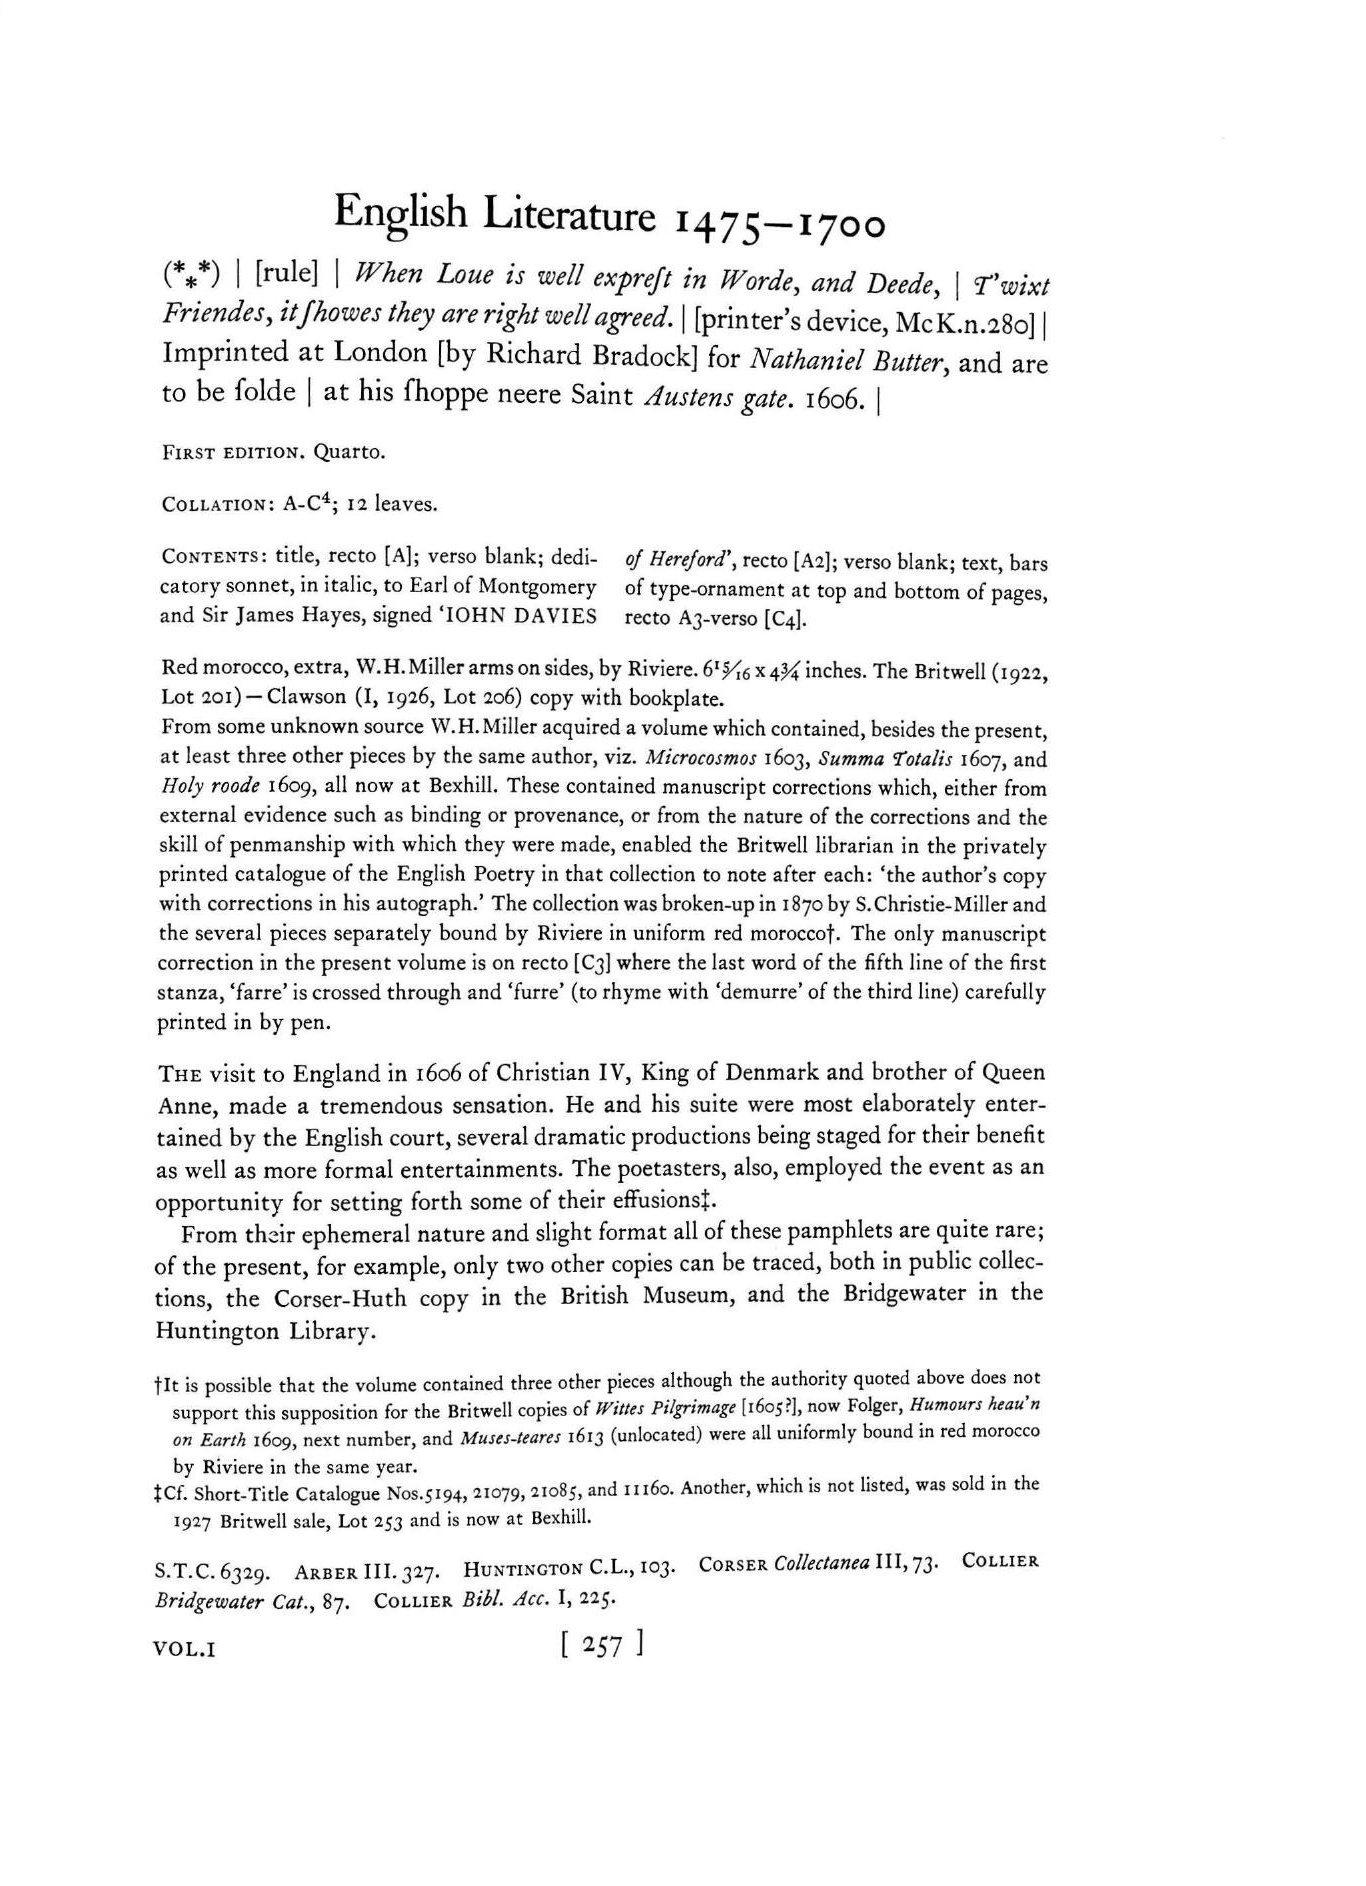 English Literature 1475–1700
(*⁎*) | [rule] | When Loue is well expreſt in Worde, and Deede, | T'wixt
Friendes, it ſhowes they are right well agreed. | [printer's device, McK.n.280] |
Imprinted at London [by Richard Bradock] for Nathaniel Butter, and are
to be ſolde | at his ſhoppe neere Saint Austens gate. 1606. |
FIRST EDITION. Quarto.
COLLATION: A-C⁴; 12 leaves.
CONTENTS: title, recto [A]; verso blank; dedi-
catory sonnet, in italic, to Earl of Montgomery
and Sir James Hayes, signed 'IOHN DAVIES
of Hereford', recto [A2]; verso blank; text, bars
of type-ornament at top and bottom of pages,
recto A3-verso [C4].
Red morocco, extra, W.H.Miller arms on sides, by Riviere. 6¹⁵⁄₁₆ x 4¾ inches. The Britwell (1922,
Lot 201)—Clawson (I, 1926, Lot 206) copy with bookplate.
From some unknown source W.H.Miller acquired a volume which contained, besides the present,
at least three other pieces by the same author, viz. Microcosmos 1603, Summa Totalis 1607, and
Holy roode 1609, all now at Bexhill. These contained manuscript corrections which, either from
external evidence such as binding or provenance, or from the nature of the corrections and the
skill of penmanship with which they were made, enabled the Britwell librarian in the privately
printed catalogue of the English Poetry in that collection to note after each: 'the author's copy
with corrections in his autograph.' The collection was broken-up in 1870 by S.Christie-Miller and
the several pieces separately bound by Riviere in uniform red morocco†. The only manuscript
correction in the present volume is on recto [C3] where the last word of the fifth line of the first
stanza, 'farre' is crossed through and 'furre' (to rhyme with 'demurre' of the third line) carefully
printed in by pen.
THE visit to England in 1606 of Christian IV, King of Denmark and brother of Queen
Anne, made a tremendous sensation. He and his suite were most elaborately enter-
tained by the English court, several dramatic productions being staged for their benefit
as well as more formal entertainments. The poetasters, also, employed the event as an
opportunity for setting forth some of their effusions‡.
From their ephemeral nature and slight format all of these pamphlets are quite rare;
of the present, for example, only two other copies can be traced, both in public collec-
tions, the Corser-Huth copy in the British Museum, and the Bridgewater in the
Huntington Library.
†It is possible that the volume contained three other pieces although the authority quoted above does not
support this supposition for the Britwell copies of Wittes Pilgrimage [1605?], now Folger, Humours heau'n
on Earth 1609, next number, and Muses-teares 1613 (unlocated) were all uniformly bound in red morocco
by Riviere in the same year.
‡Cf. Short-Title Catalogue Nos.5194, 21079, 21085, and 11160. Another, which is not listed, was sold in the
1927 Britwell sale, Lot 253 and is now at Bexhill.
S.T.C. 6329. ARBER III. 327. HUNTINGTON C.L., 103. CORSER Collectanea III, 73. COLLIER
Bridgewater Cat., 87. COLLIER Bibl. Acc. I, 225.
VOL.I
[ 257 ]